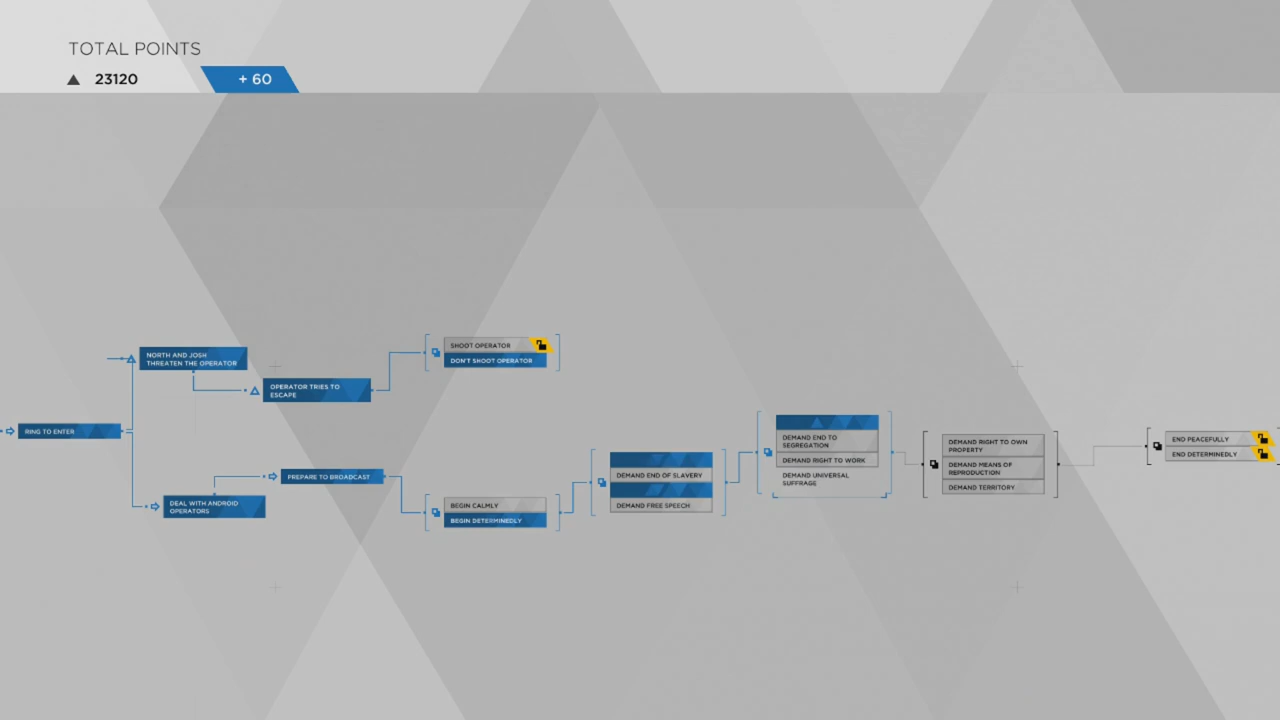 TOTAL POINTS
23120
+ 60
SHOOT OPERATOR
DON'T SHOOT OPERATOR
NORTH AND JOSH
THREATEN THE OPERATOR
OPERATOR TRIES TO
ESCAPE
RING TO ENTER
PREPARE TO BROADCAST
DEAL WITH ANDROID
OPERATORS
BEGIN CALMLY
BEGIN DETERMINEDLY
DEMAND END OF SLAVERY
DEMAND FREE SPEECH
DEMAND END TO
SEGREGATION
DEMAND RIGHT TO WORK
DEMAND UNIVERSAL
SUFFRAGE
DEMAND RIGHT TO OWN
PROPERTY
DEMAND MEANS OF
REPRODUCTION
DEMAND TERRITORY
END PEACEFULLY
END DETERMINEDLY